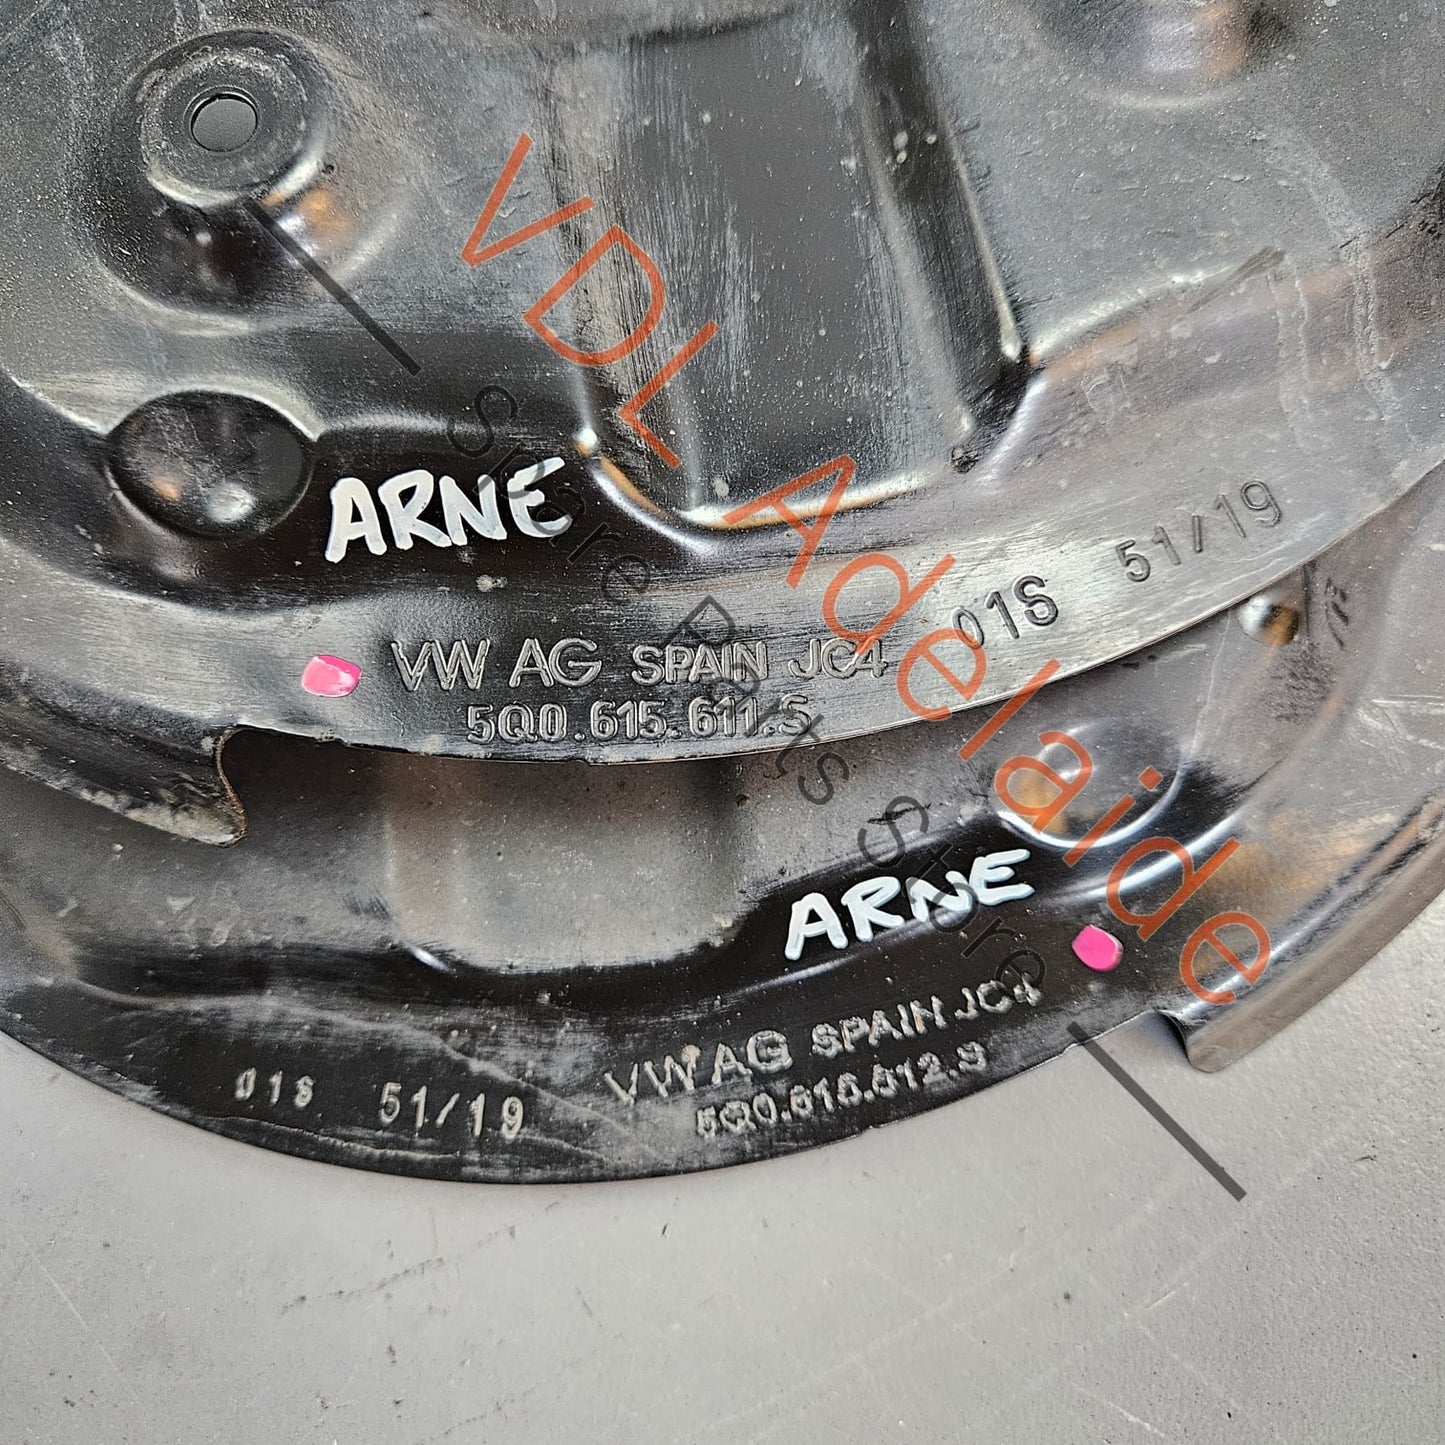 VDL Adelaide
Spare Parts Store
ARNE
VW AG SPAIN JC4 01S 51/19
5Q0.615.611.S
ARNE
VW AG SPAIN JC4
5Q0.615.612.S
01S 51/19